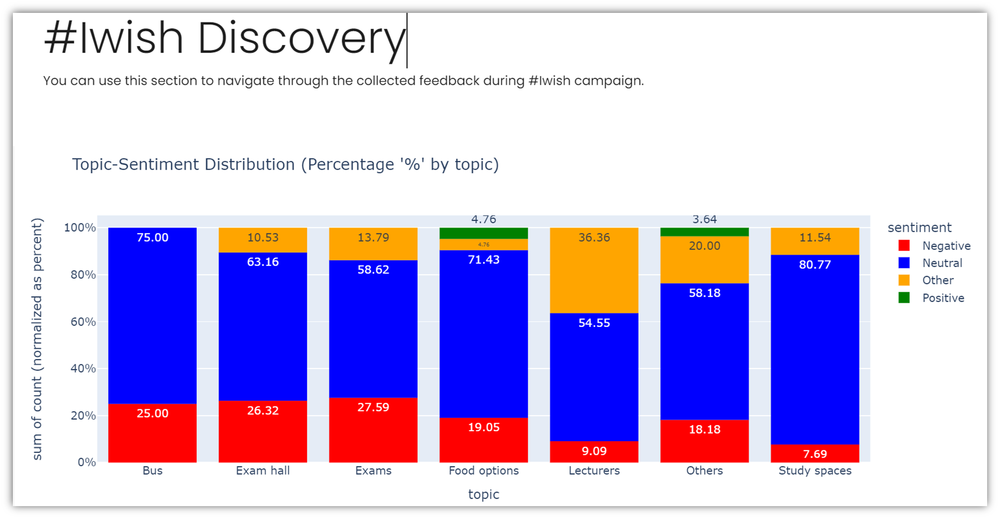 #Iwish Discovery
You can use this section to navigate through the collected feedback during #Iwish campaign.
Topic-Sentiment Distribution (Percentage '%' by topic)
sum of count (normalized as percent)
100%
80%
60%
40%
20%
0%
75.00
25.00
10.53
63.16
26.32
13.79
58.62
27.59
4.76
4.76
71.43
19.05
36.36
54.55
9.09
3.64
20.00
58.18
18.18
11.54
80.77
7.69
Bus
Exam hall
Exams
Food options
Lecturers
Others
Study spaces
topic
sentiment
Negative
Neutral
Other
Positive